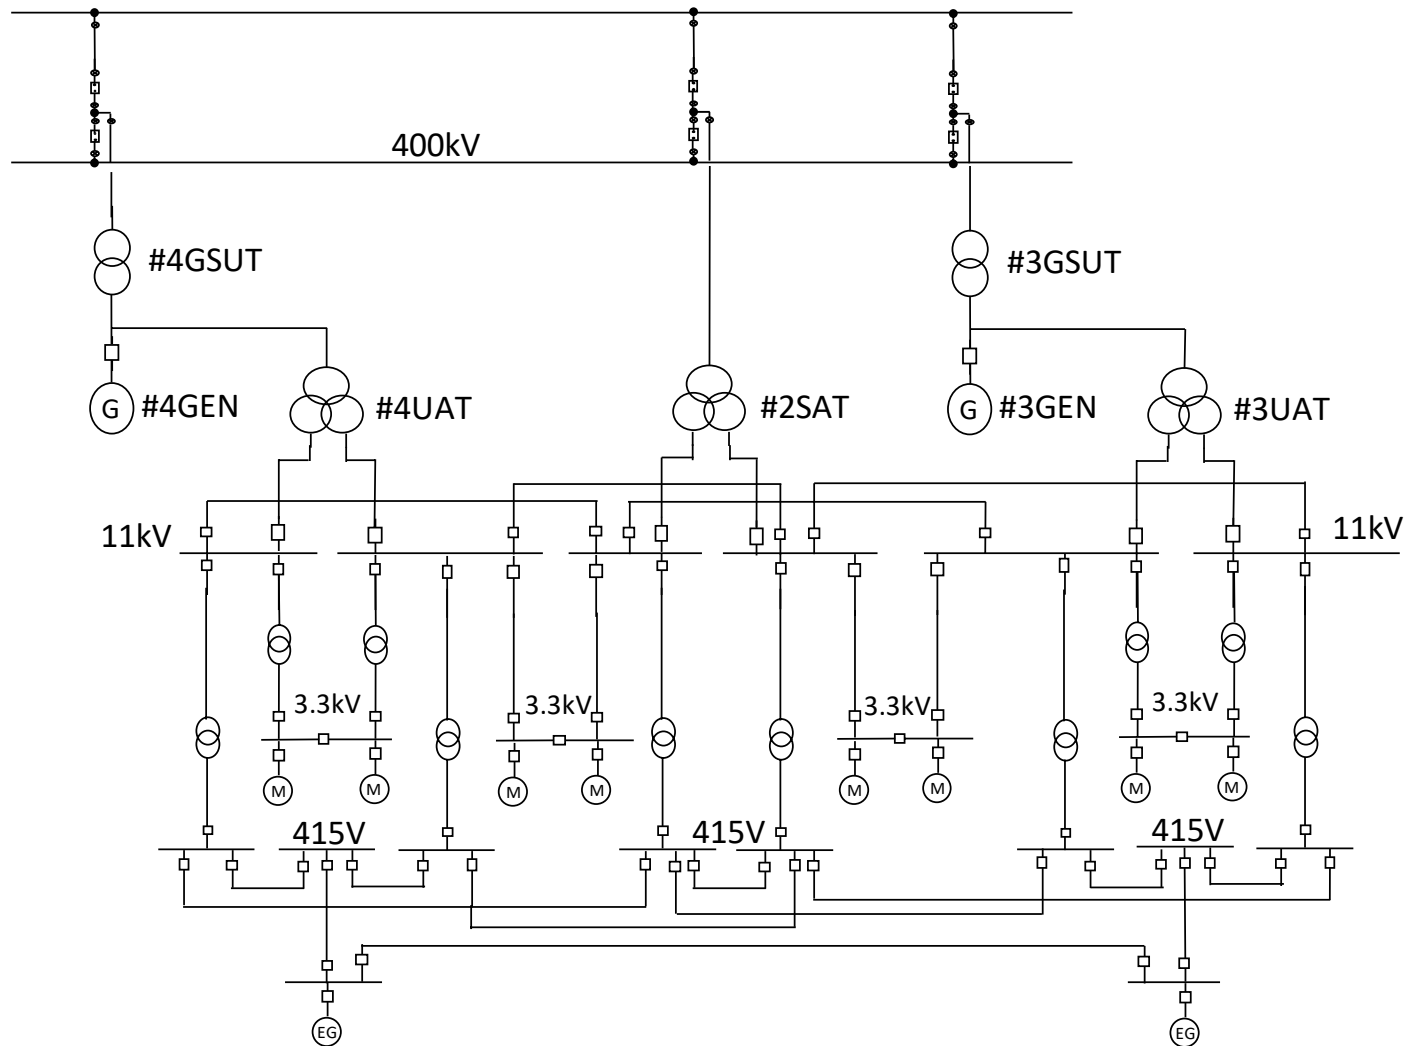 400kV
#4GSUT
#3GSUT
G #4GEN
#4UAT
#2SAT
G #3GEN
#3UAT
11kV
11kV
3.3kV
3.3kV
3.3kV
3.3kV
M
M
M
M
M
M
M
M
415V
415V
415V
EG
EG